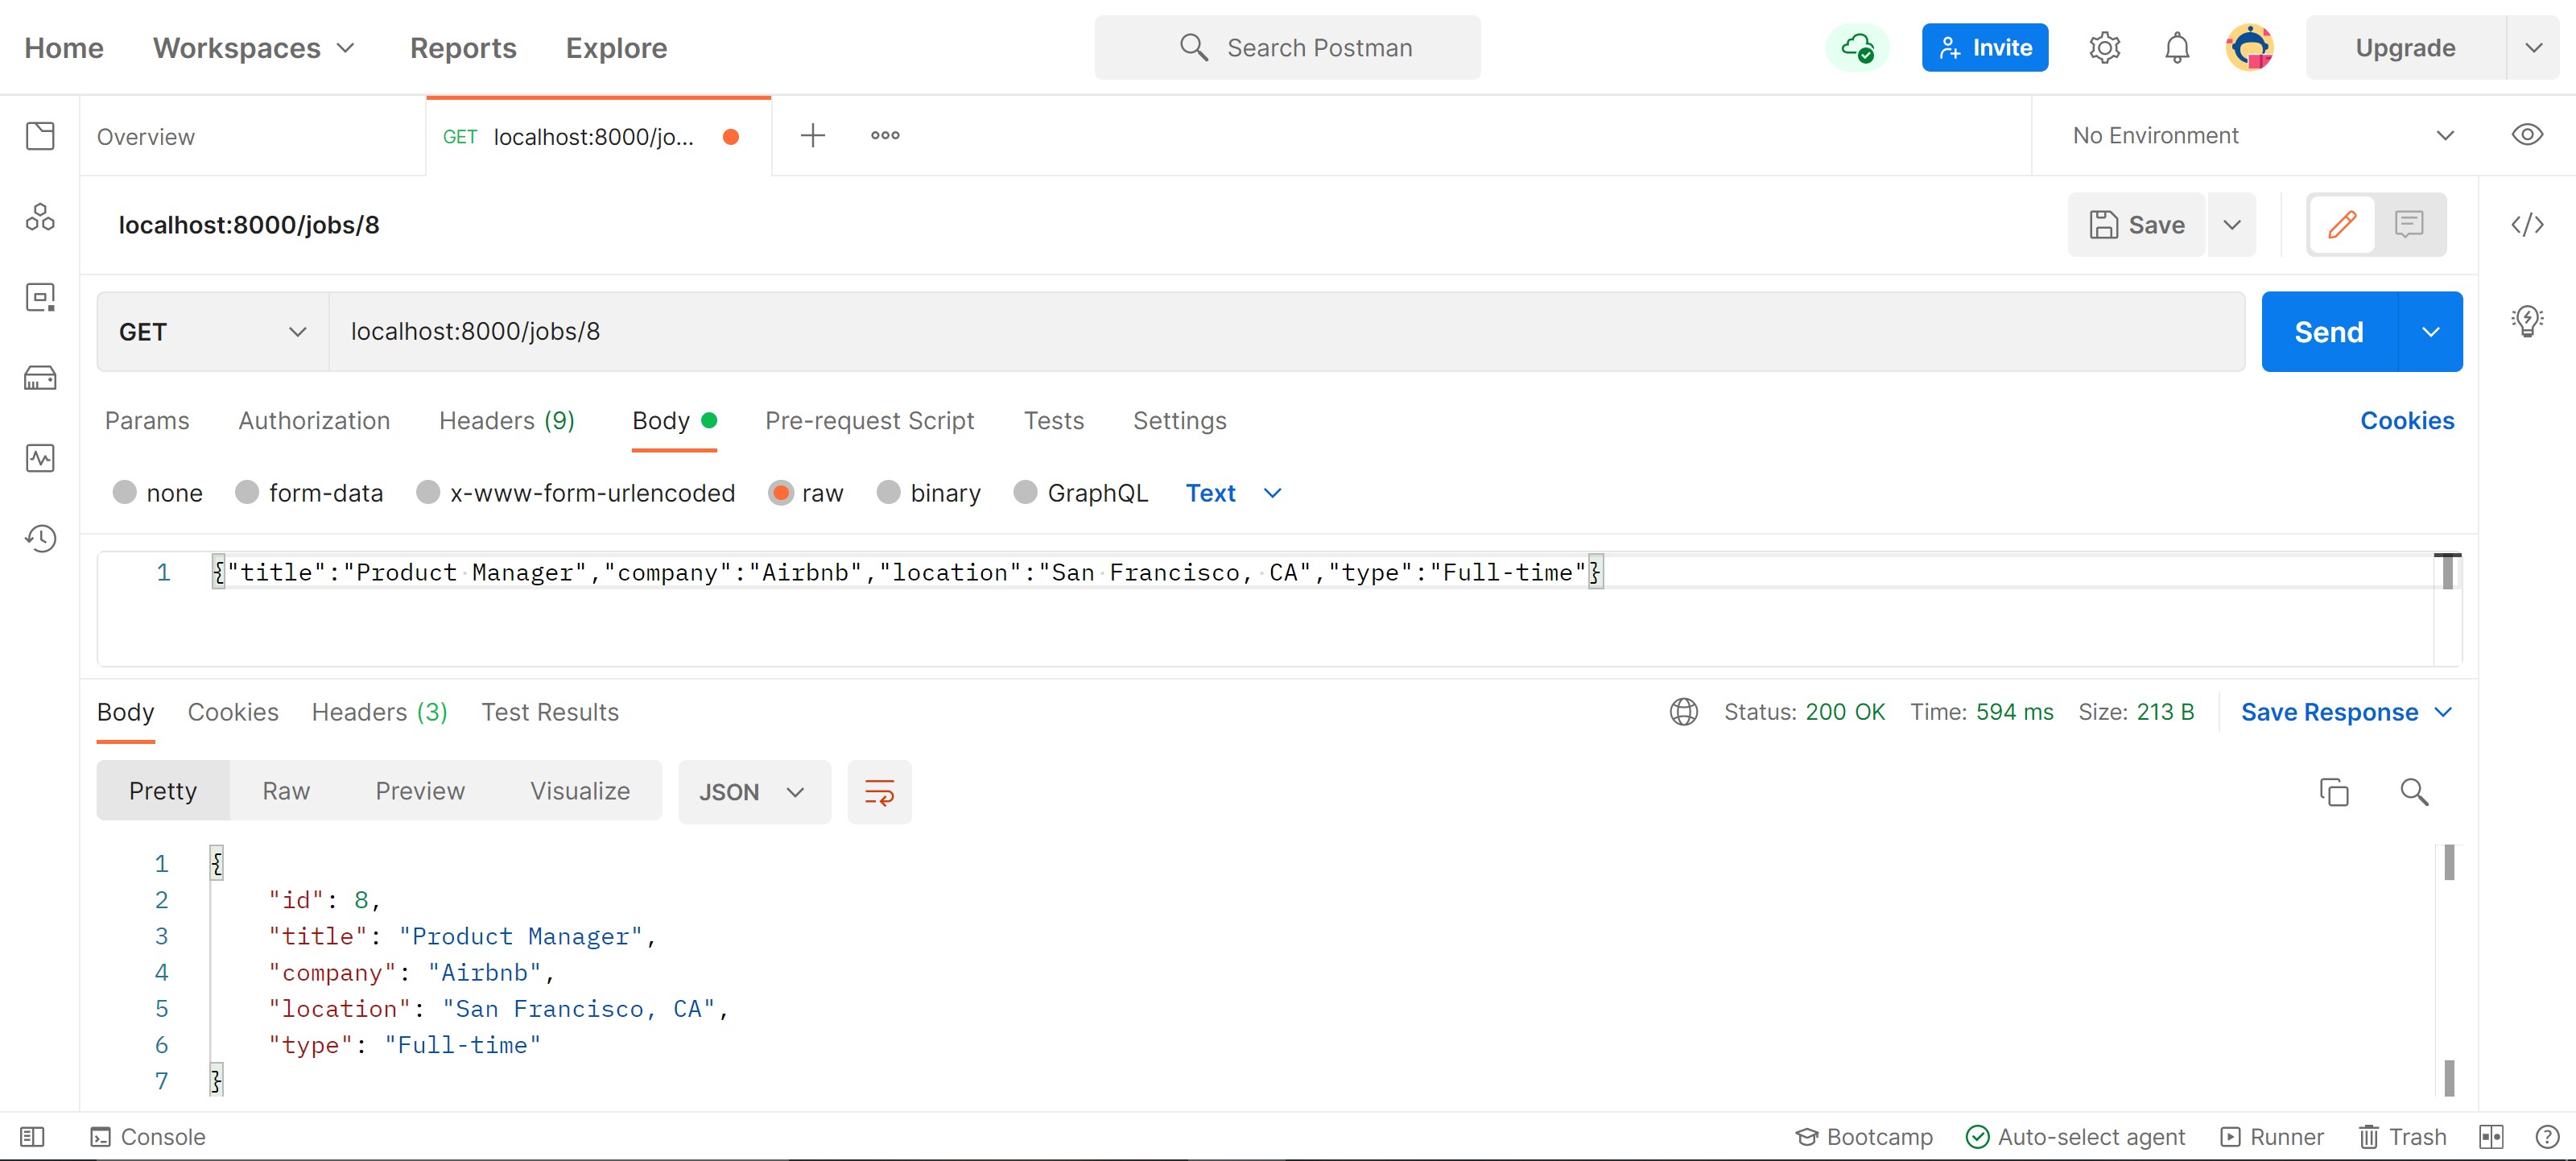 Home Workspaces Reports Explore Search Postman Invite Upgrade
Overview GET localhost:8000/jo... No Environment
localhost:8000/jobs/8 Save
GET localhost:8000/jobs/8 Send
Params Authorization Headers (9) Body Pre-request Script Tests Settings Cookies
none form-data x-www-form-urlencoded raw binary GraphQL Text
1 {"title":"Product Manager","company":"Airbnb","location":"San Francisco, CA","type":"Full-time"}
Body Cookies Headers (3) Test Results Status: 200 OK Time: 594 ms Size: 213 B Save Response
Pretty Raw Preview Visualize JSON
1 {
2 "id": 8,
3 "title": "Product Manager",
4 "company": "Airbnb",
5 "location": "San Francisco, CA",
6 "type": "Full-time"
7 }
Console Bootcamp Auto-select agent Runner Trash